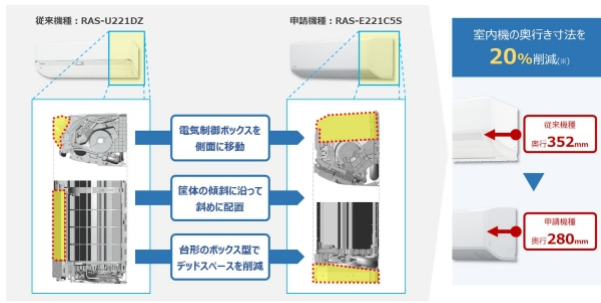 従来機種：RAS-U221DZ
申請機種：RAS-E221C5S
電気制御ボックスを
側面に移動
筐体の傾斜に沿って
斜めに配置
台形のボックス型で
デッドスペースを削減
室内機の奥行き寸法を
20%削減(※)
従来機種
奥行352mm
申請機種
奥行280mm